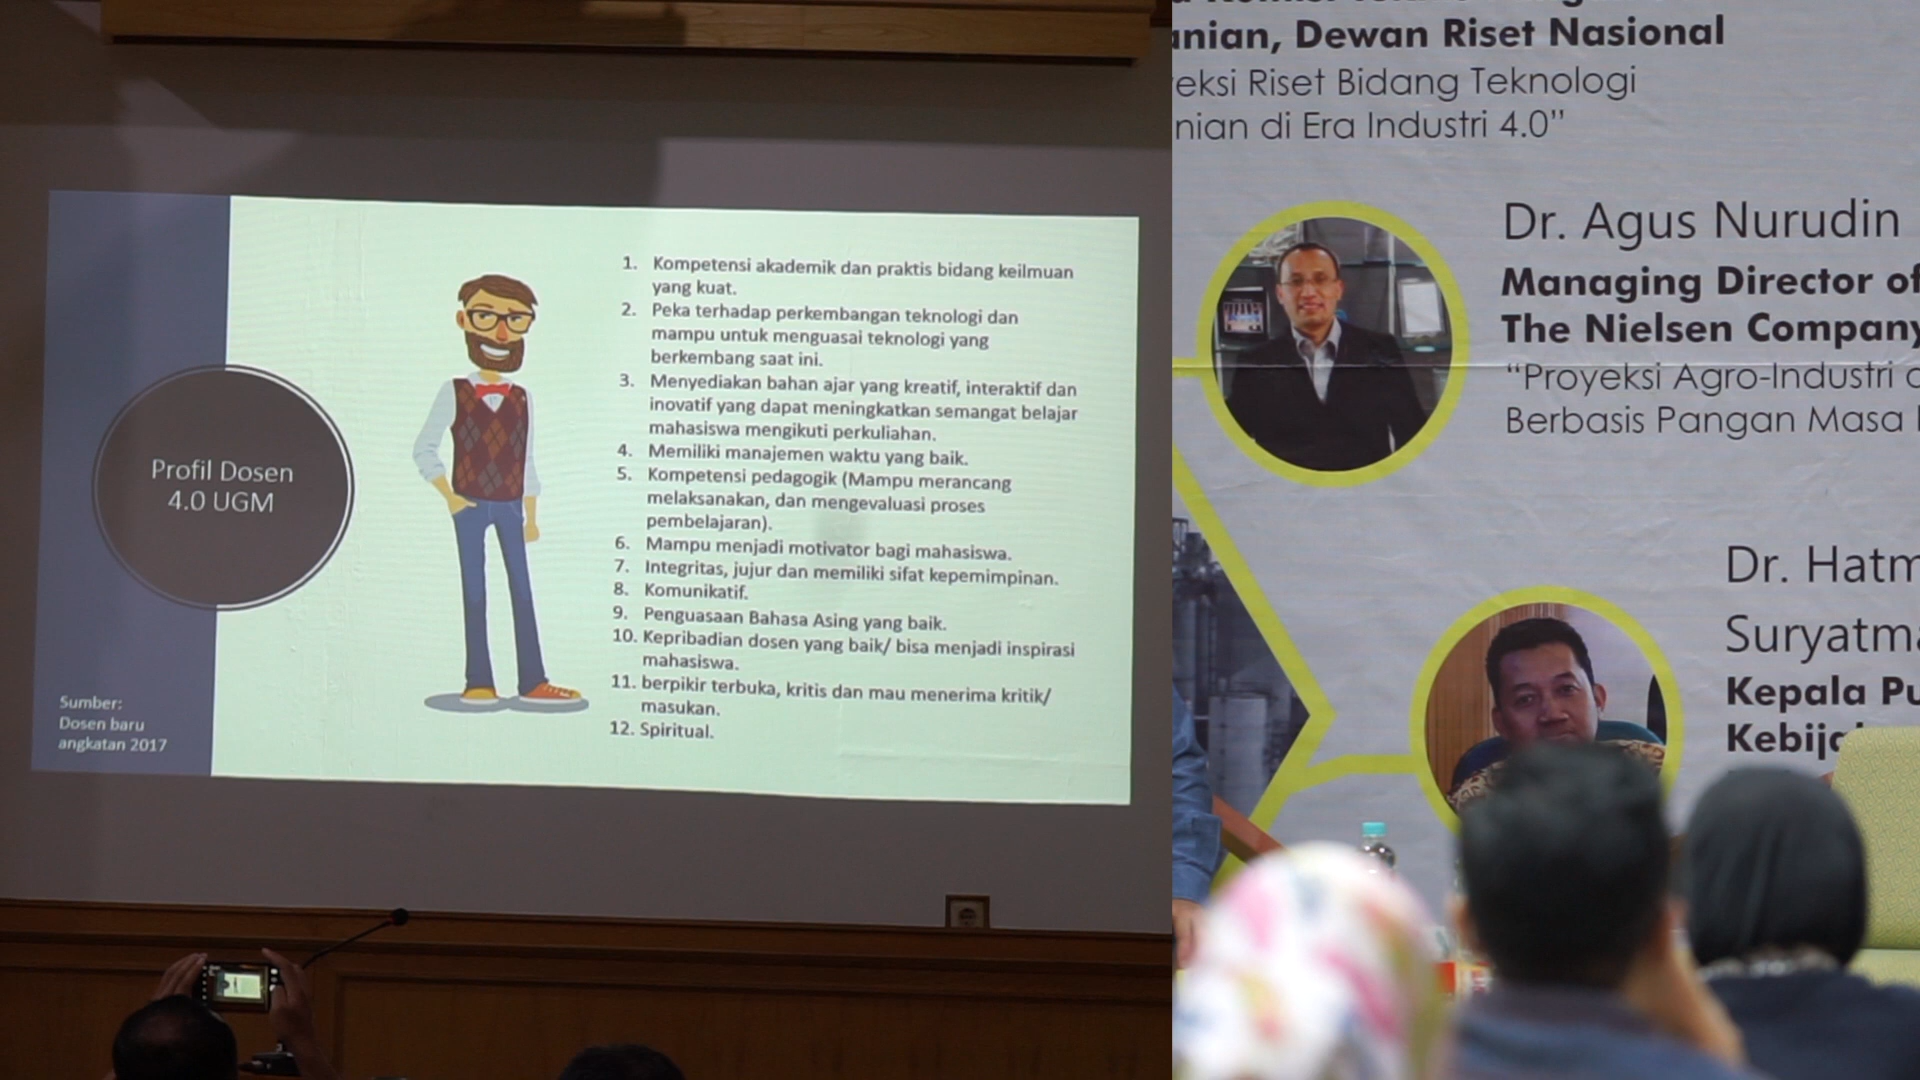 Profil Dosen
4.0 UGM
Sumber:
Dosen baru
angkatan 2017
1. Kompetensi akademik dan praktis bidang keilmuan
yang kuat.
2. Peka terhadap perkembangan teknologi dan
mampu untuk menguasai teknologi yang
berkembang saat ini.
3. Menyediakan bahan ajar yang kreatif, interaktif dan
inovatif yang dapat meningkatkan semangat belajar
mahasiswa mengikuti perkuliahan.
4. Memiliki manajemen waktu yang baik.
5. Kompetensi pedagogik (Mampu merancang
melaksanakan, dan mengevaluasi proses
pembelajaran).
6. Mampu menjadi motivator bagi mahasiswa.
7. Integritas, jujur dan memiliki sifat kepemimpinan.
8. Komunikatif.
9. Penguasaan Bahasa Asing yang baik.
10. Kepribadian dosen yang baik/ bisa menjadi inspirasi
mahasiswa.
11. berpikir terbuka, kritis dan mau menerima kritik/
masukan.
12. Spiritual.
anian, Dewan Riset Nasional
eksi Riset Bidang Teknologi
nian di Era Industri 4.0”
Dr. Agus Nurudin
Managing Director of
The Nielsen Company
“Proyeksi Agro-Industri
Berbasis Pangan Masa
Dr. Hatm
Suryatm
Kepala Pu
Kebij